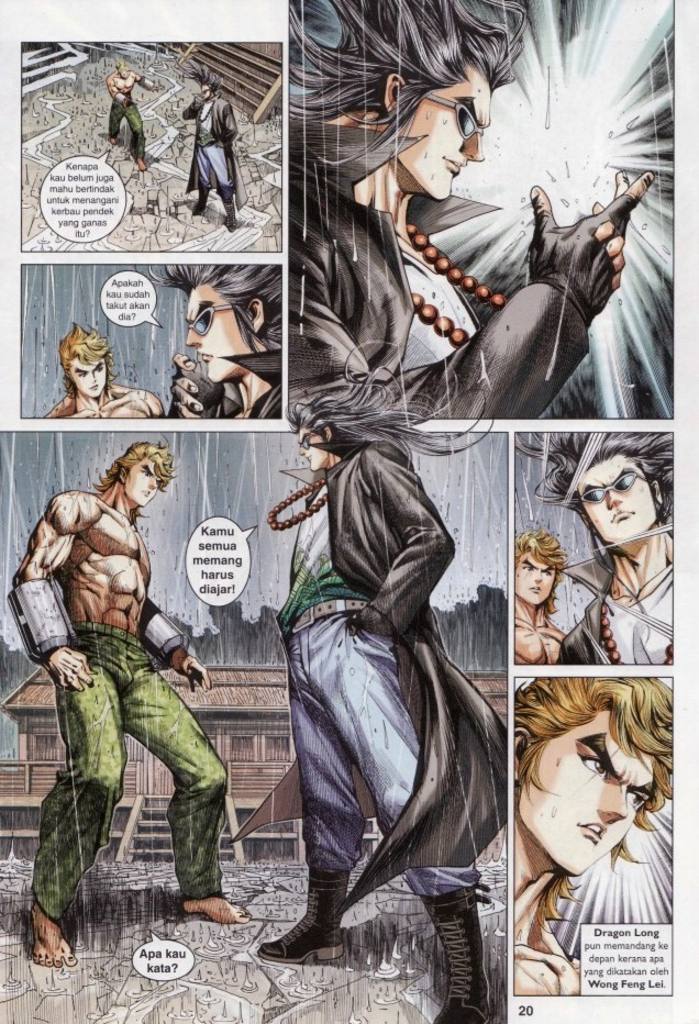 Kenapa
kau belum juga
mahu bertindak
untuk menangani
kerbau pendek
yang ganas
itu?
Apakah
kau sudah
takut akan
dia?
Kamu
semua
memang
harus
diajar!
Apa kau
kata?
Dragon Long
pun memandang ke
depan kerana apa
yang dikatakan oleh
Wong Feng Lei.
20